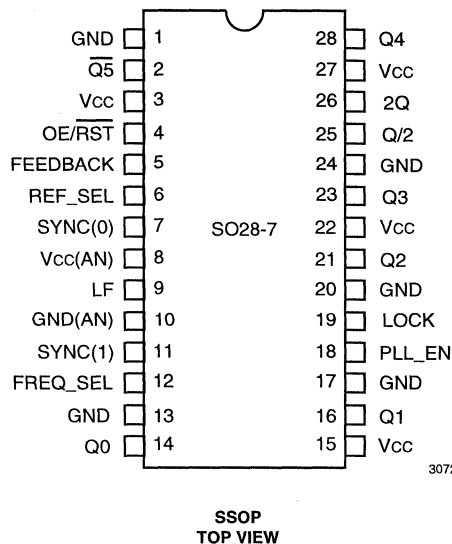 GND 1 28 Q4
Q̅5̅ 2 27 Vcc
Vcc 3 26 2Q
OE/R̅S̅T̅ 4 25 Q/2
FEEDBACK 5 24 GND
REF_SEL 6 23 Q3
SYNC(0) 7 SO28-7 22 Vcc
Vcc(AN) 8 21 Q2
LF 9 20 GND
GND(AN) 10 19 LOCK
SYNC(1) 11 18 PLL_EN
FREQ_SEL 12 17 GND
GND 13 16 Q1
Q0 14 15 Vcc
3072
SSOP
TOP VIEW